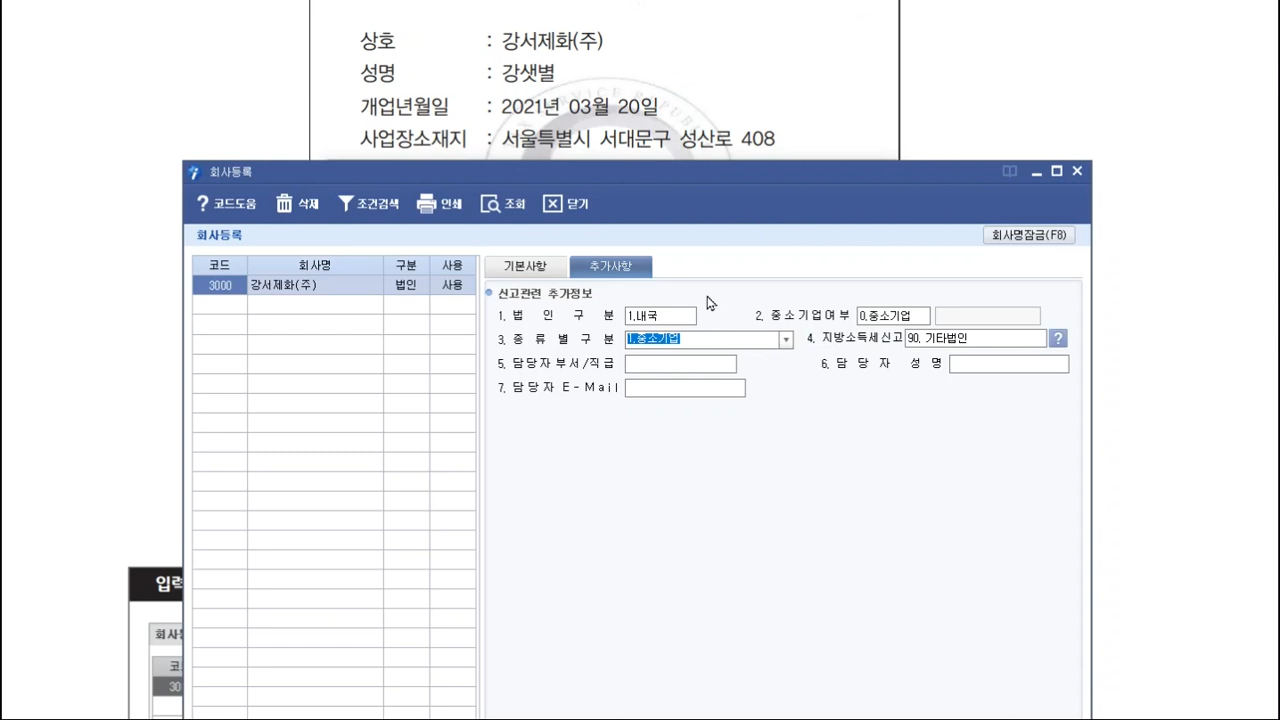 상호 : 강서제화(주)
성명 : 강샛별
개업년월일 : 2021년 03월 20일
사업장소재지 : 서울특별시 서대문구 성산로 408
회사등록
? 코드도움 삭제 조건검색 인쇄 조회 닫기
회사등록 회사명잠금(F8)
코드 회사명 구분 사용 기본사항 추가사항
3000 강서제화(주) 법인 사용
신고관련 추가정보
1. 법 인 구 분 1.내국 2. 중소기업여부 0.중소기업
3. 종 류 별 구 분 1.중소기업 4. 지방소득세신고 90. 기타법인 ?
5. 담당자부서/직급 6. 담 당 자 성 명
7. 담당자 E-Mail
입력
회사
코
30